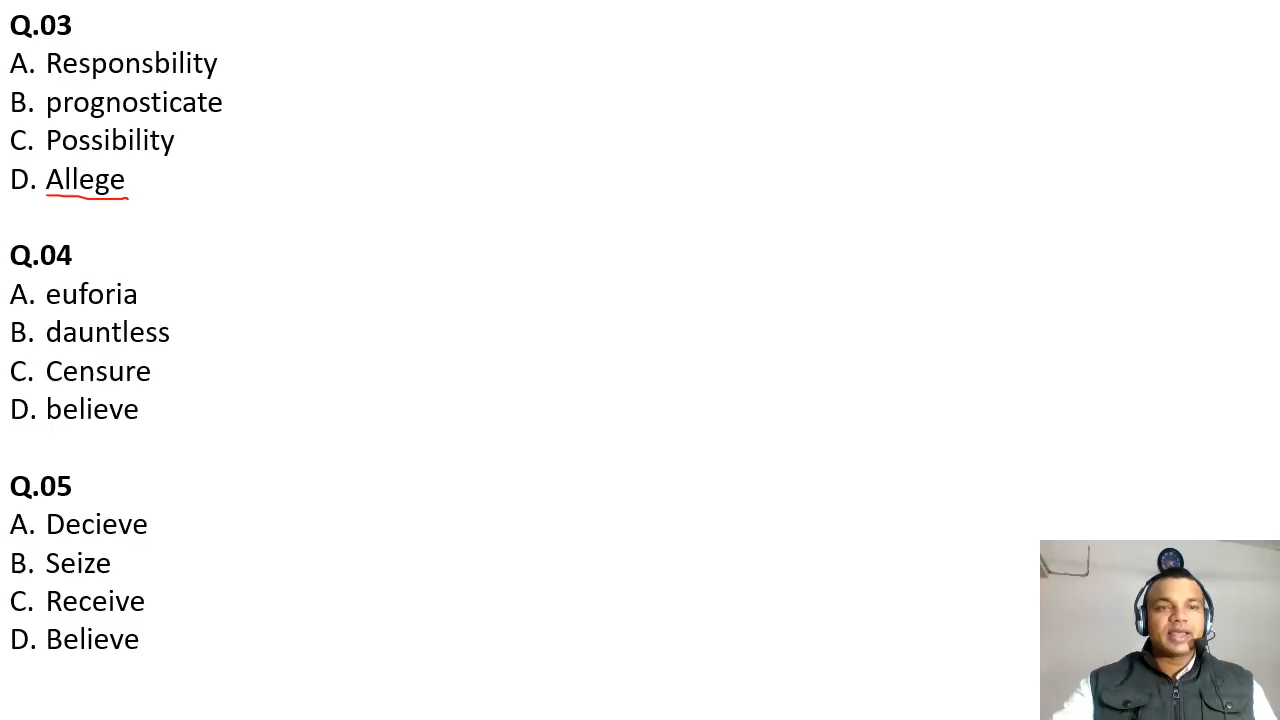 Q.03
A. Responsbility
B. prognosticate
C. Possibility
D. Allege
Q.04
A. euforia
B. dauntless
C. Censure
D. believe
Q.05
A. Decieve
B. Seize
C. Receive
D. Believe